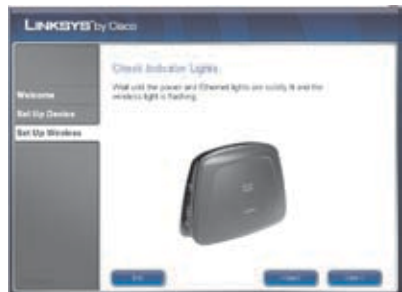 LINKSYS by Cisco
Check Indicator Lights
Wait until the power and Ethernet lights are solidly lit and the
wireless light is flashing.
Welcome
Set Up Device
Set Up Wireless